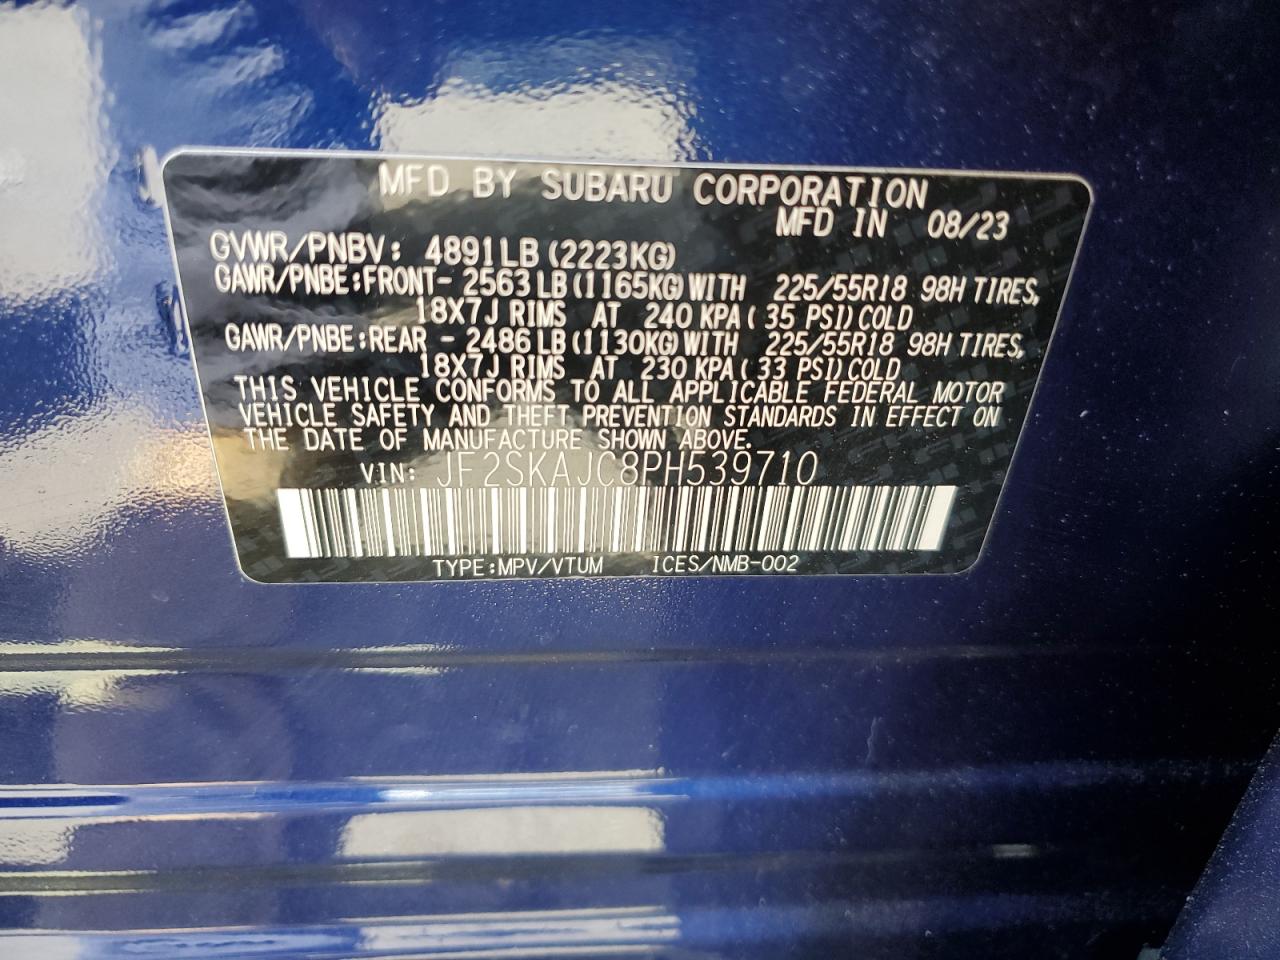 MFD BY SUBARU CORPORATION
MFD IN 08/23
GVWR/PNBV: 4891LB(2223KG)
GAWR/PNBE:FRONT- 2563LB(1165KG)WITH 225/55R18 98H TIRES,
18X7J RIMS AT 240 KPA( 35 PSI)COLD
GAWR/PNBE:REAR - 2486LB(1130KG)WITH 225/55R18 98H TIRES,
18X7J RIMS AT 230 KPA( 33 PSI)COLD
THIS VEHICLE CONFORMS TO ALL APPLICABLE FEDERAL MOTOR
VEHICLE SAFETY AND THEFT PREVENTION STANDARDS IN EFFECT ON
THE DATE OF MANUFACTURE SHOWN ABOVE.
VIN: JF2SKAJC8PH539710
TYPE:MPV/VTUM ICES/NMB-002